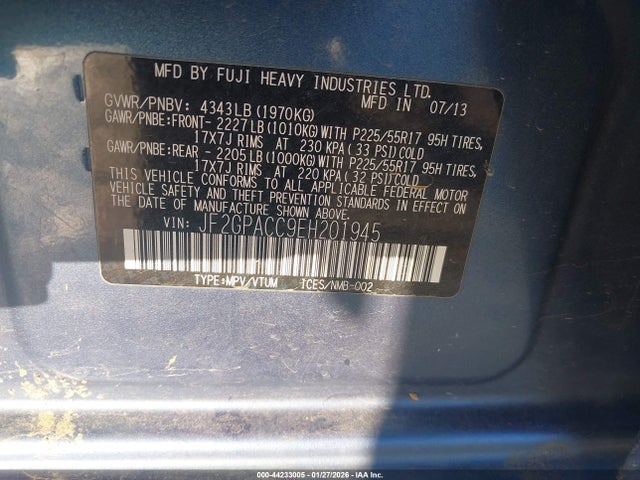 MFD BY FUJI HEAVY INDUSTRIES LTD.
MFD IN 07/13
GVWR/PNBV: 4343LB(1970KG)
GAWR/PNBE:FRONT- 2227LB(1010KG)WITH P225/55R17 95H TIRES,
17X7J RIMS AT 230 KPA(33 PSI)COLD
GAWR/PNBE:REAR - 2205LB(1000KG)WITH P225/55R17 95H TIRES,
17X7J RIMS AT 220 KPA(32 PSI)COLD
THIS VEHICLE CONFORMS TO ALL APPLICABLE FEDERAL MOTOR
VEHICLE SAFETY AND THEFT PREVENTION STANDARDS IN EFFECT ON
THE DATE OF MANUFACTURE SHOWN ABOVE.
VIN: JF2GPACC9EH201945
TYPE:MPV/VTUM ICES/NMB-002
000-44233005 - 01/27/2026 - IAA Inc.